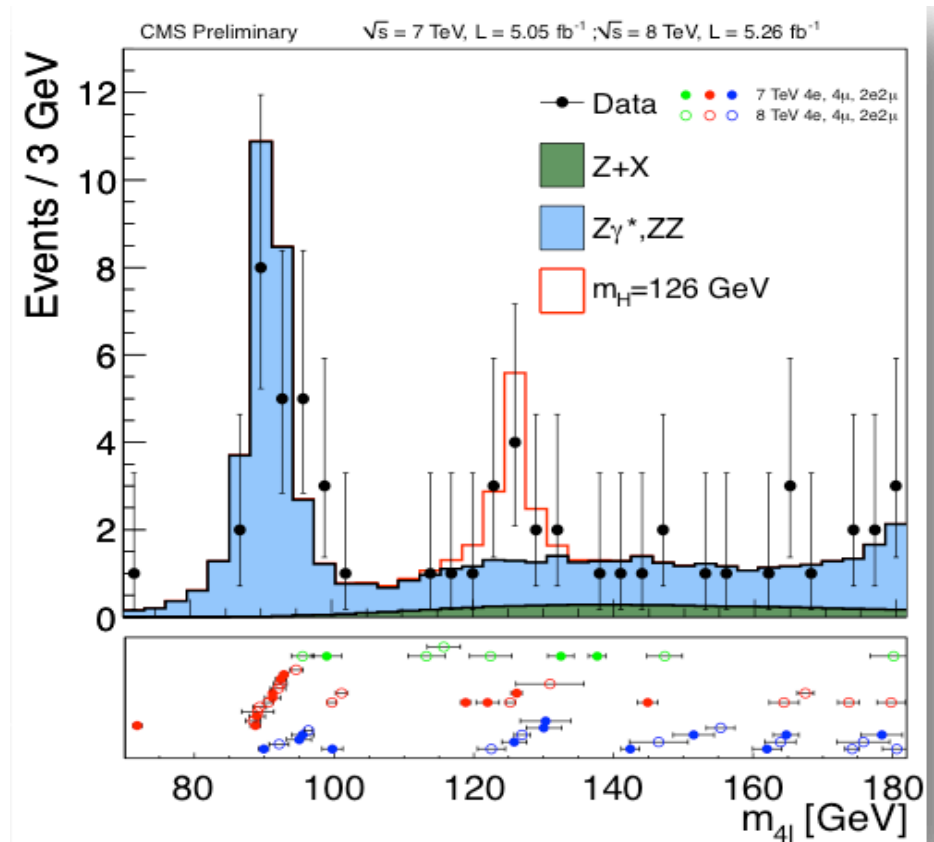 CMS Preliminary √s = 7 TeV, L = 5.05 fb⁻¹ ;√s = 8 TeV, L = 5.26 fb⁻¹
Events / 3 GeV
12
10
8
6
4
2
0
Data
7 TeV 4e, 4μ, 2e2μ
8 TeV 4e, 4μ, 2e2μ
Z+X
Zγ*,ZZ
m_H=126 GeV
80 100 120 140 160 180
m_4l [GeV]